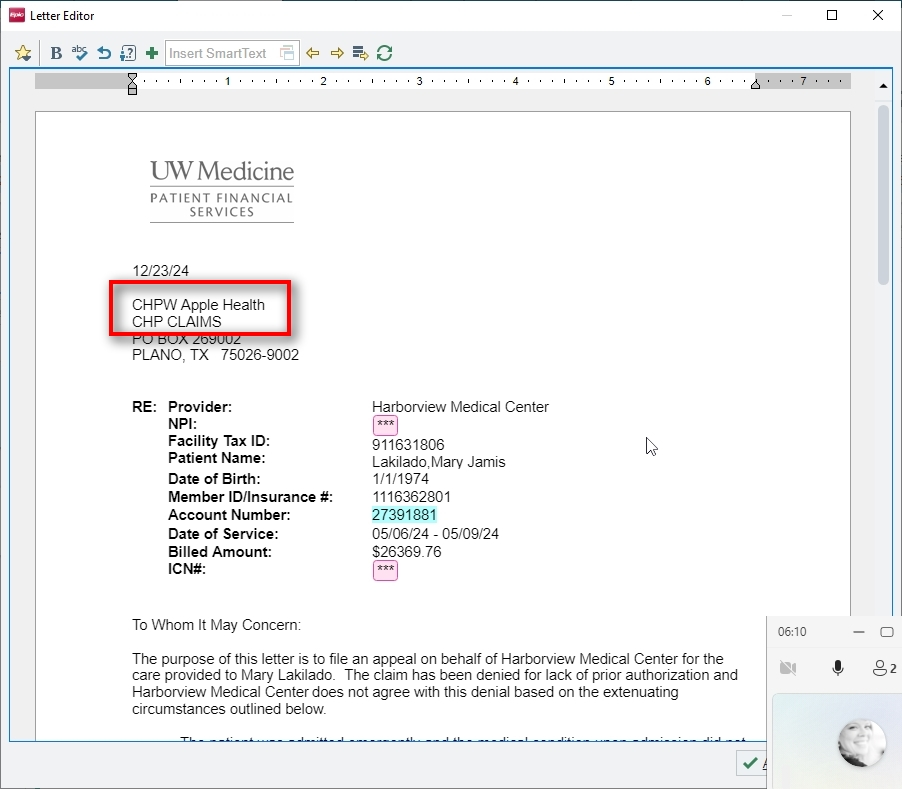 Epic Letter Editor
B abc Insert SmartText
1 2 3 4 5 6 7
UW Medicine
PATIENT FINANCIAL
SERVICES
12/23/24
CHPW Apple Health
CHP CLAIMS
PO BOX 269002
PLANO, TX 75026-9002
RE: Provider: Harborview Medical Center
NPI: ***
Facility Tax ID: 911631806
Patient Name: Lakilado,Mary Jamis
Date of Birth: 1/1/1974
Member ID/Insurance #: 1116362801
Account Number: 27391881
Date of Service: 05/06/24 - 05/09/24
Billed Amount: $26369.76
ICN#: ***
To Whom It May Concern:
The purpose of this letter is to file an appeal on behalf of Harborview Medical Center for the
care provided to Mary Lakilado. The claim has been denied for lack of prior authorization and
Harborview Medical Center does not agree with this denial based on the extenuating
circumstances outlined below.
The patient was admitted emergently and the medical condition upon admission did not
06:10
2